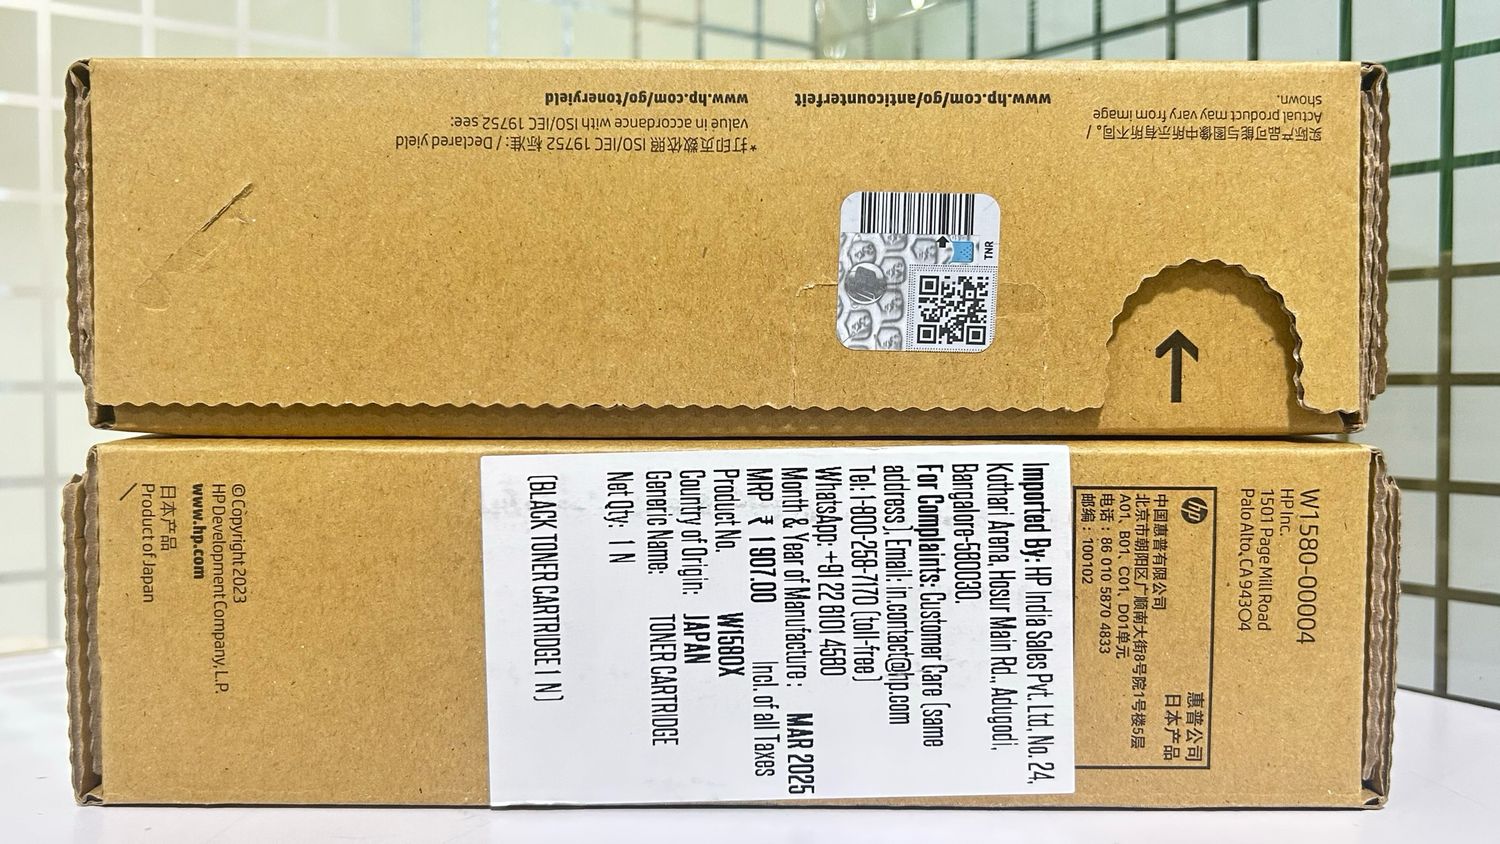 实际产品可能与图像中所示有所不同。/
Actual product may vary from image
shown.
www.hp.com/go/anticounterfeit
*打印页数依照 ISO/IEC 19752 标准: / Declared yield
value in accordance with ISO/IEC 19752 see:
www.hp.com/go/toneryield
TNR
W1580-00004
HP Inc.
1501 Page Mill Road
Palo Alto, CA 94304
惠普公司
日本产品
hp
中国惠普有限公司
北京市朝阳区广顺南大街8号院1号楼5层
A01、B01、C01、D01单元
电话：86 010 5870 4833
邮编：100102
Imported By: HP India Sales Pvt. Ltd, No. 24,
Kothari Arena, Hosur Main Rd., Adugodi,
Bangalore-580030.
For Complaints: Customer Care (same
address), Email: in.contact@hp.com
Tel: 1-800-258-7170 (toll-free)
WhatsApp: +91 22 8101 4580
Month & Year of Manufacture: MAR 2025
MRP ₹ 1907.00 Incl. of all Taxes
Product No. W1580X
Country of Origin: JAPAN
Generic Name: TONER CARTRIDGE
Net Qty: 1 N
(BLACK TONER CARTRIDGE 1 N)
©Copyright 2023
HP Development Company, L.P.
www.hp.com
日本产品
Product of Japan